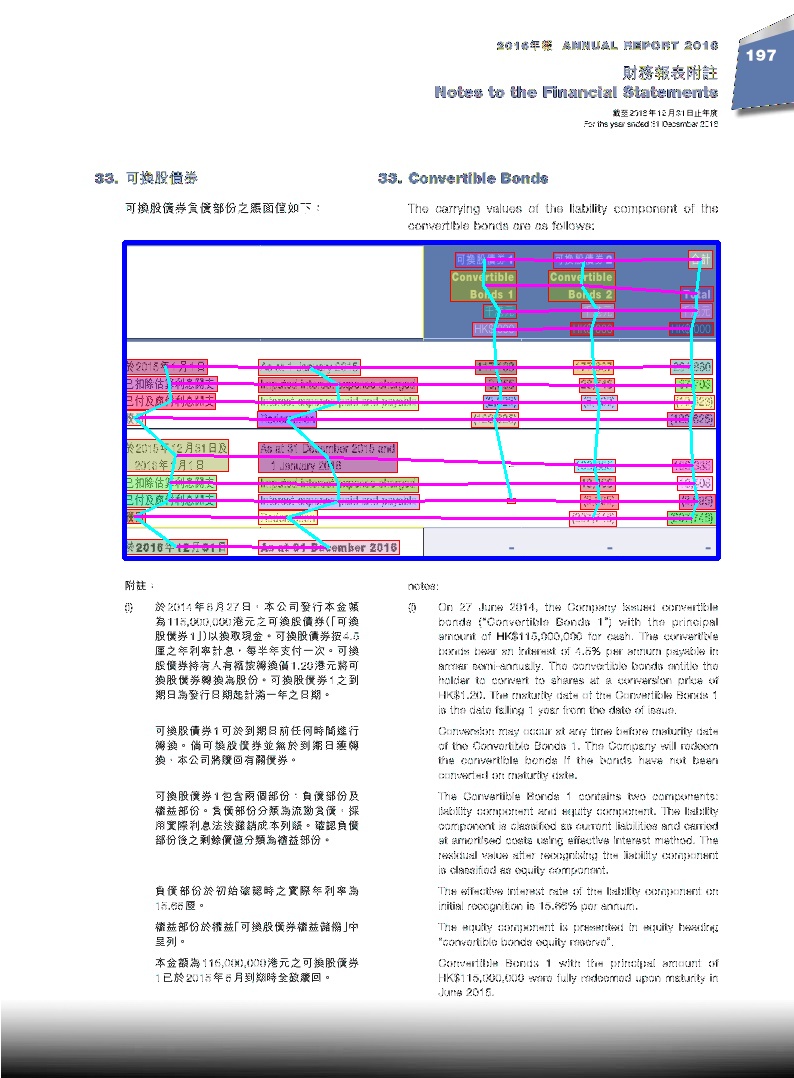 2016年報 ANNUAL REPORT 2016
197
財務報表附註
Notes to the Financial Statements
截至2016年12月31日止年度
For the year ended 31 December 2016
33. 可換股債券
可換股債券負債部份之賬面值如下：
33. Convertible Bonds
The carrying values of the liability component of the
convertible bonds are as follows:
可換股債券1 可換股債券2 合計
Convertible Convertible
Bonds 1 Bonds 2 Total
千港元 千港元 千港元
HK$'000 HK$'000 HK$'000
於2015年1月1日 As at 1 January 2015
已扣除估算利息開支 Imputed interest expense charged
已付及應付利息開支 Interest expense paid and payable
贖回 Redemption
於2015年12月31日及 As at 31 December 2015 and
2016年1月1日 1 January 2016
已扣除估算利息開支 Imputed interest expense charged
已付及應付利息開支 Interest expense paid and payable
贖回 Redemption
於2016年12月31日 As at 31 December 2016 – – –
附註：
(i) 於2014年6月27日，本公司發行本金額
為115,000,000港元之可換股債券(「可換
股債券1」)以換取現金。可換股債券按4.5
厘之年利率計息，每半年支付一次。可換
股債券持有人有權按轉換價1.20港元將可
換股債券轉換為股份。可換股債券1之到
期日為發行日期起計滿一年之日期。
可換股債券1可於到期日前任何時間進行
轉換。倘可換股債券並無於到期日獲轉
換，本公司將贖回有關債券。
可換股債券1包含兩個部份：負債部份及
權益部份。負債部份分類為流動負債，採
用實際利息法按攤銷成本列賬。確認負債
部份後之剩餘價值分類為權益部份。
負債部份於初始確認時之實際年利率為
15.66厘。
權益部份於權益「可換股債券權益儲備」中
呈列。
本金額為115,000,000港元之可換股債券
1已於2015年6月到期時全數贖回。
notes:
(i) On 27 June 2014, the Company issued convertible
bonds ("Convertible Bonds 1") with the principal
amount of HK$115,000,000 for cash. The convertible
bonds bear an interest of 4.5% per annum payable in
arrear semi-annually. The convertible bonds entitle the
holder to convert to shares at a conversion price of
HK$1.20. The maturity date of the Convertible Bonds 1
is the date falling 1 year from the date of issue.
Conversion may occur at any time before maturity date
of the Convertible Bonds 1. The Company will redeem
the convertible bonds if the bonds have not been
converted on maturity date.
The Convertible Bonds 1 contains two components:
liability component and equity component. The liability
component is classified as current liabilities and carried
at amortised costs using effective interest method. The
residual value after recognising the liability component
is classified as equity component.
The effective interest rate of the liability component on
initial recognition is 15.66% per annum.
The equity component is presented in equity heading
"convertible bonds equity reserve".
Convertible Bonds 1 with the principal amount of
HK$115,000,000 were fully redeemed upon maturity in
June 2015.